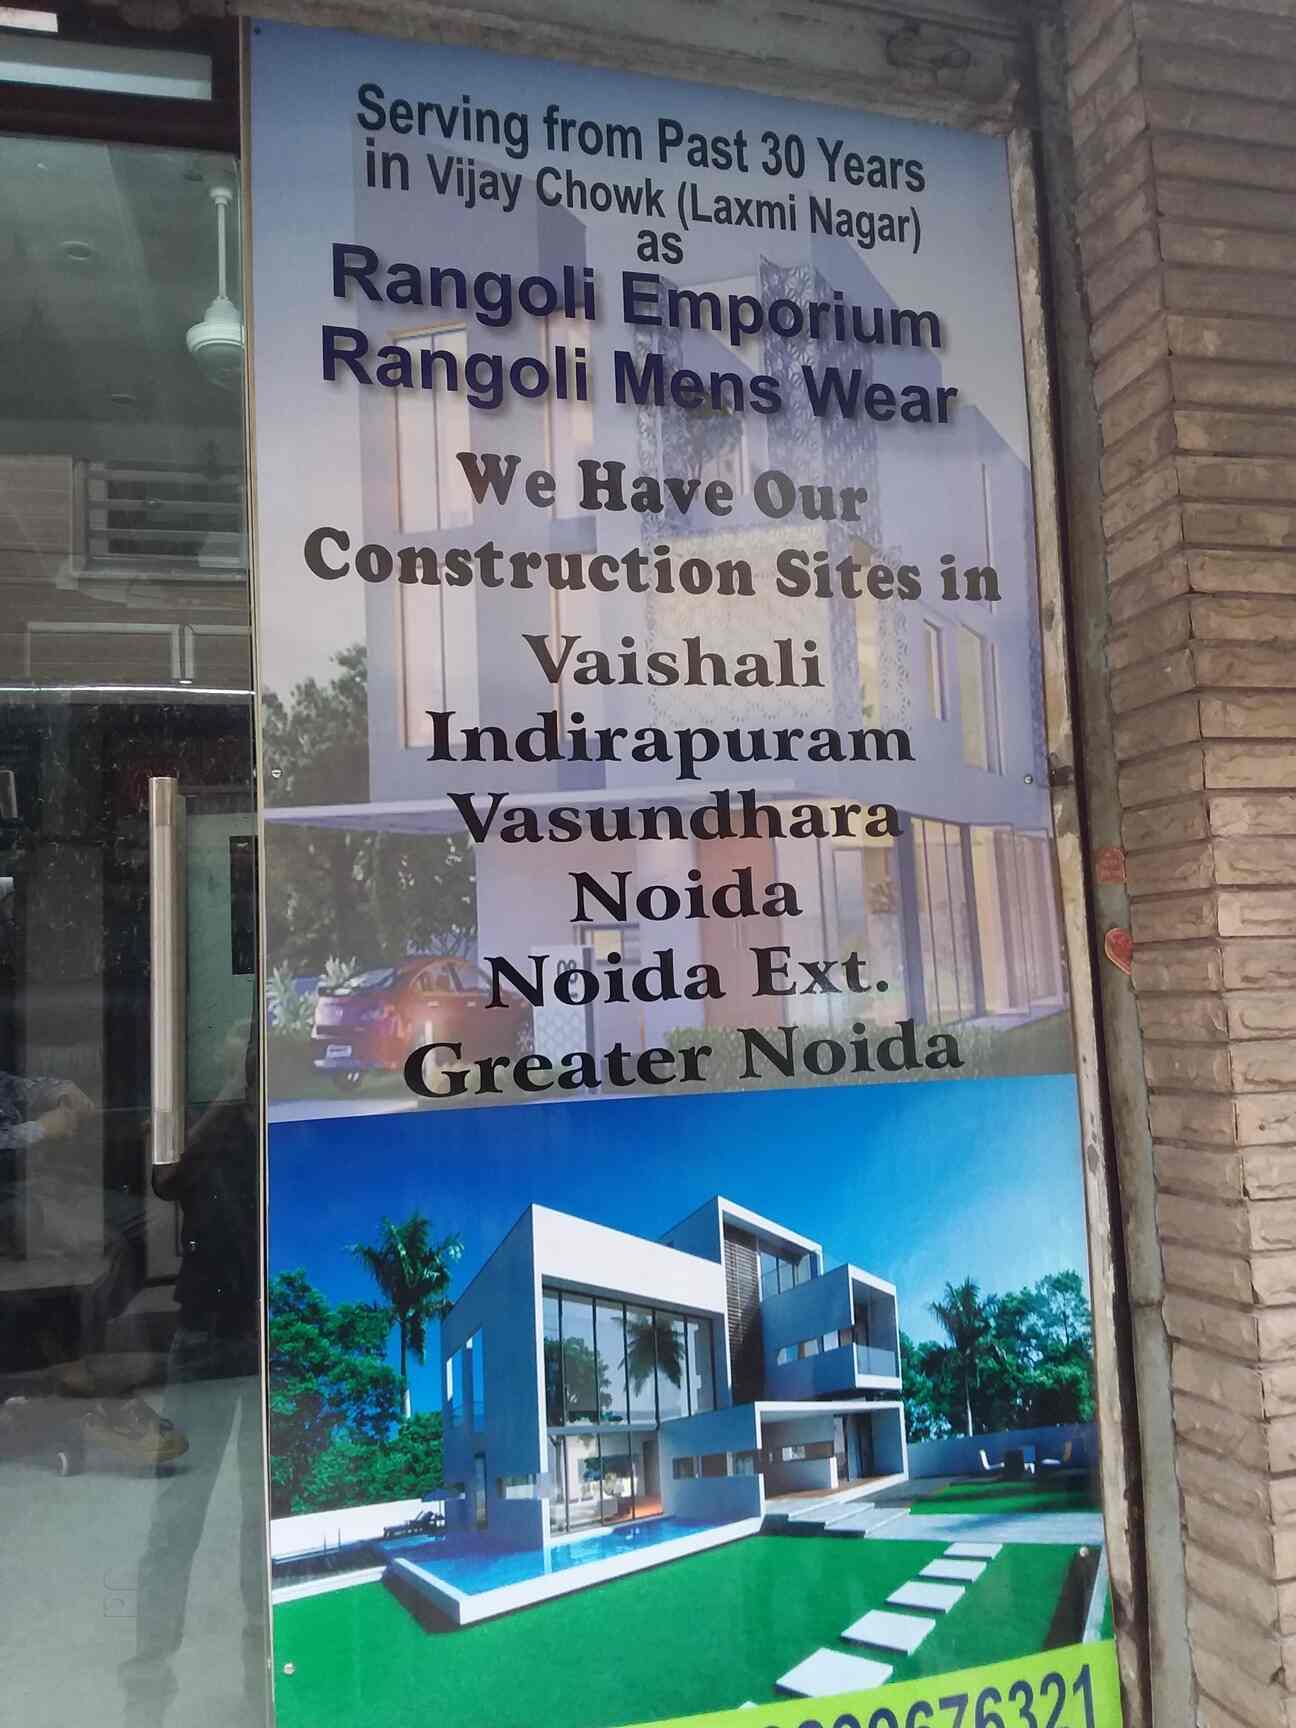 Serving from Past 30 Years
in Vijay Chowk (Laxmi Nagar)
as
Rangoli Emporium
Rangoli Mens Wear
We Have Our
Construction Sites in
Vaishali
Indirapuram
Vasundhara
Noida
Noida Ext.
Greater Noida